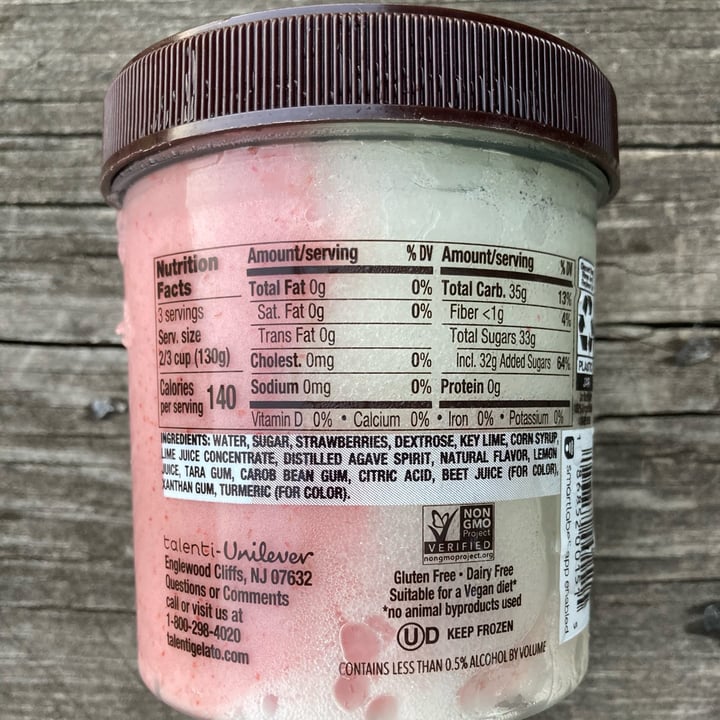 Nutrition
Facts
3 servings
Serv. size
2/3 cup (130g)
Calories
per serving 140
Amount/serving % DV
Total Fat 0g 0%
Sat. Fat 0g 0%
Trans Fat 0g
Cholest. 0mg 0%
Sodium 0mg 0%
Amount/serving % DV
Total Carb. 35g 13%
Fiber <1g 4%
Total Sugars 33g
Incl. 32g Added Sugars 64%
Protein 0g
Vitamin D 0% • Calcium 0% • Iron 0% • Potassium 0%
INGREDIENTS: WATER, SUGAR, STRAWBERRIES, DEXTROSE, KEY LIME, CORN SYRUP,
LIME JUICE CONCENTRATE, DISTILLED AGAVE SPIRIT, NATURAL FLAVOR, LEMON
JUICE, TARA GUM, CAROB BEAN GUM, CITRIC ACID, BEET JUICE (FOR COLOR),
XANTHAN GUM, TURMERIC (FOR COLOR).
talenti-Unilever
Englewood Cliffs, NJ 07632
Questions or Comments
call or visit us at
1-800-298-4020
talentigelato.com
NON
GMO
Project
VERIFIED
nongmoproject.org
Gluten Free • Dairy Free
Suitable for a Vegan diet*
*no animal byproducts used
UD KEEP FROZEN
CONTAINS LESS THAN 0.5% ALCOHOL BY VOLUME
smartlabel app enabled